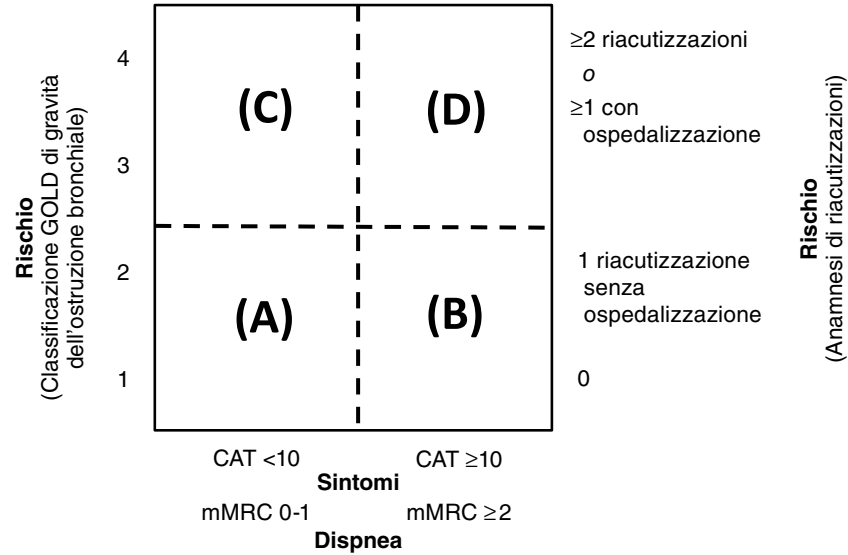 Rischio
(Classificazione GOLD di gravità
dell'ostruzione bronchiale)
4
3
2
1
(C)
(D)
(A)
(B)
≥2 riacutizzazioni
o
≥1 con
ospedalizzazione
1 riacutizzazione
senza
ospedalizzazione
0
Rischio
(Anamnesi di riacutizzazioni)
CAT <10
CAT ≥10
Sintomi
mMRC 0-1
mMRC ≥2
Dispnea